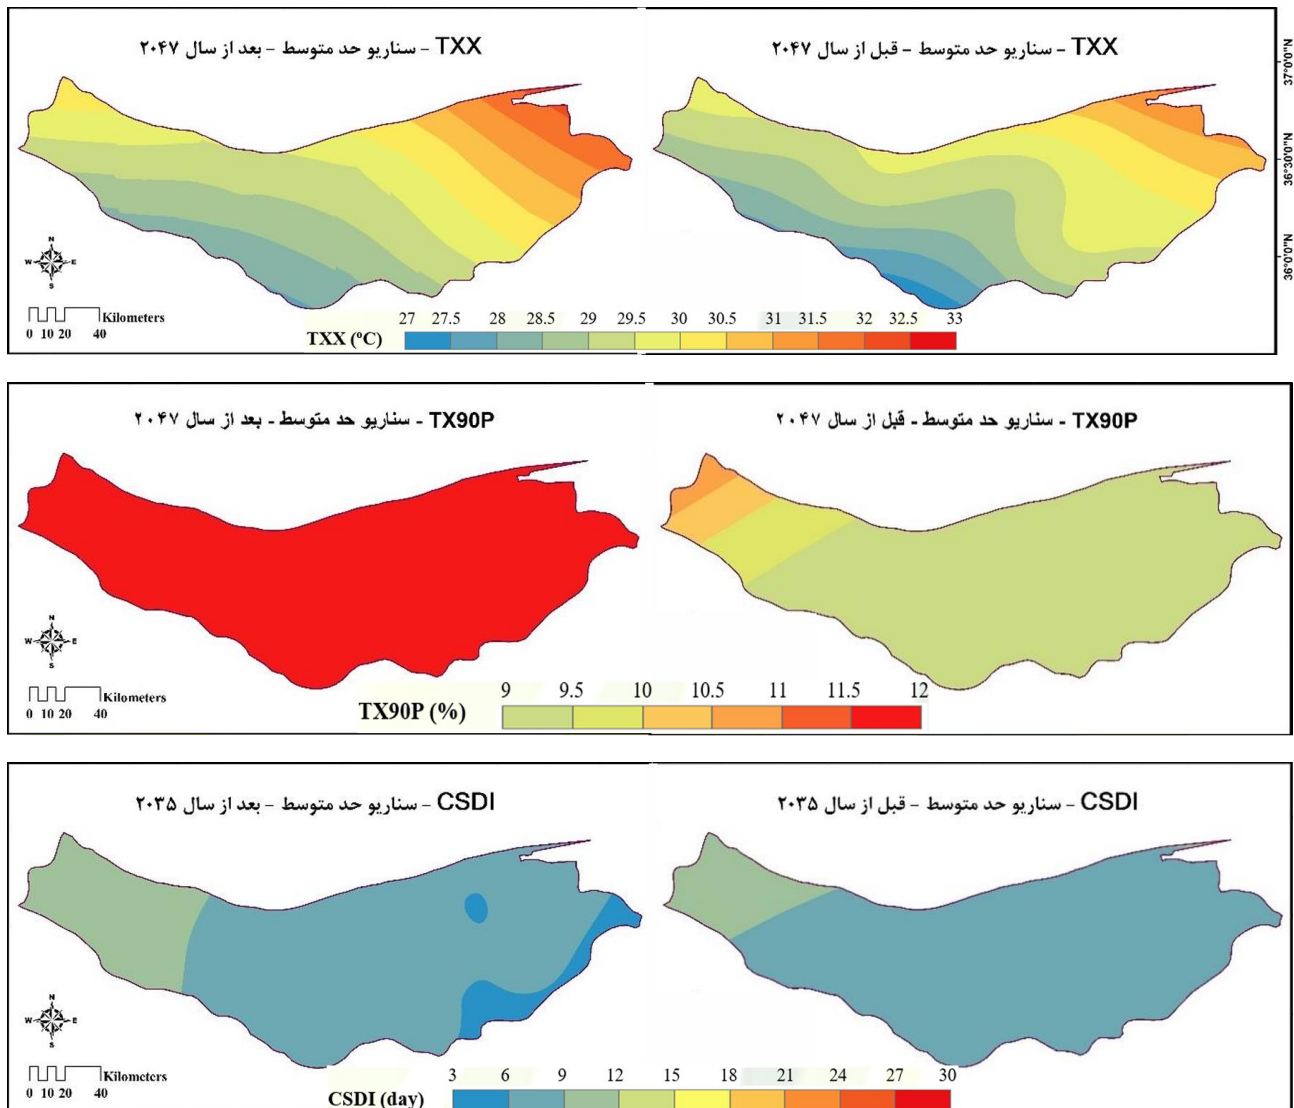 TXX - سناریو حد متوسط - بعد از سال ۲۰۴۷
TXX - سناریو حد متوسط - قبل از سال ۲۰۴۷
37°0'0"N
36°30'0"N
36°0'0"N
N
W E
S
Kilometers
0 10 20 40
27 27.5 28 28.5 29 29.5 30 30.5 31 31.5 32 32.5 33
TXX (ºC)
TX90P - سناریو حد متوسط - بعد از سال ۲۰۴۷
TX90P - سناریو حد متوسط - قبل از سال ۲۰۴۷
N
W E
S
Kilometers
0 10 20 40
9 9.5 10 10.5 11 11.5 12
TX90P (%)
CSDI - سناریو حد متوسط - بعد از سال ۲۰۳۵
CSDI - سناریو حد متوسط - قبل از سال ۲۰۳۵
N
W E
S
Kilometers
0 10 20 40
3 6 9 12 15 18 21 24 27 30
CSDI (day)